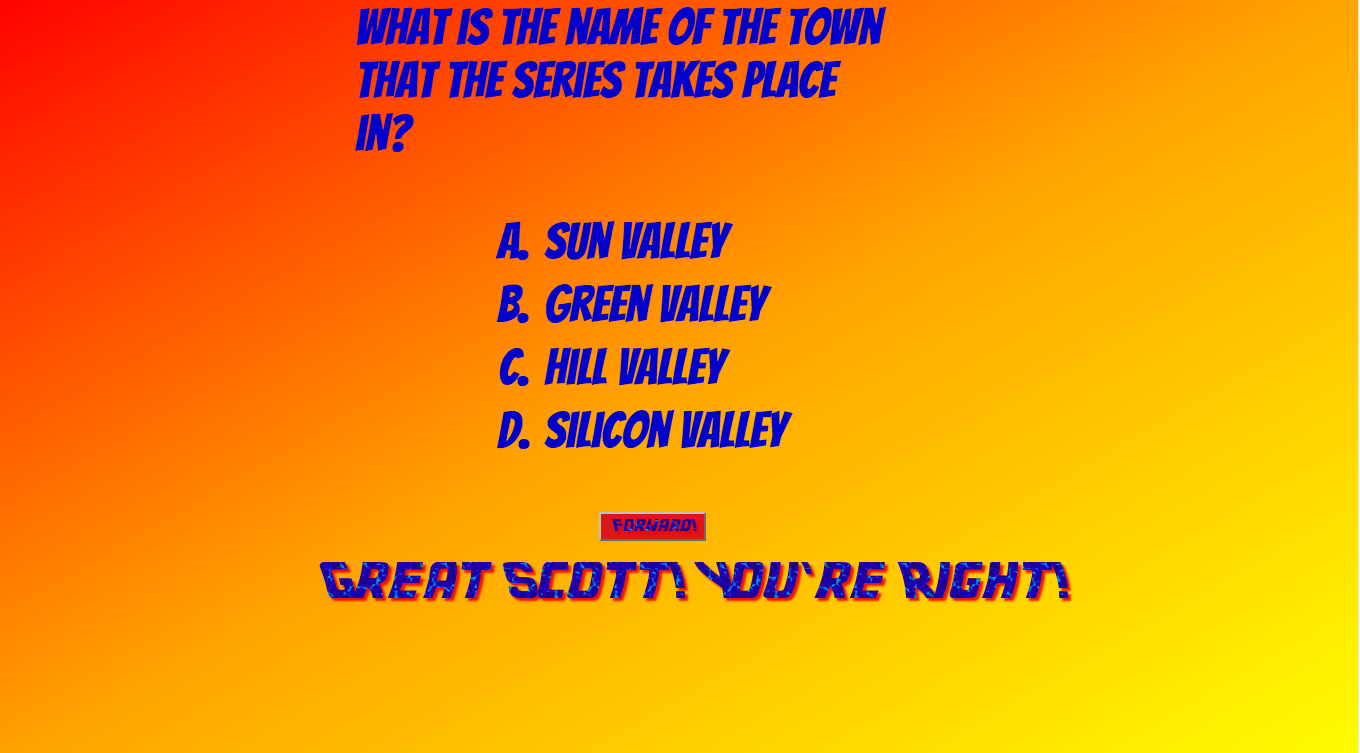 WHAT IS THE NAME OF THE TOWN
THAT THE SERIES TAKES PLACE
IN?
A. SUN VALLEY
B. GREEN VALLEY
C. HILL VALLEY
D. SILICON VALLEY
FORWARD!
GREAT SCOTT! YOU'RE RIGHT!